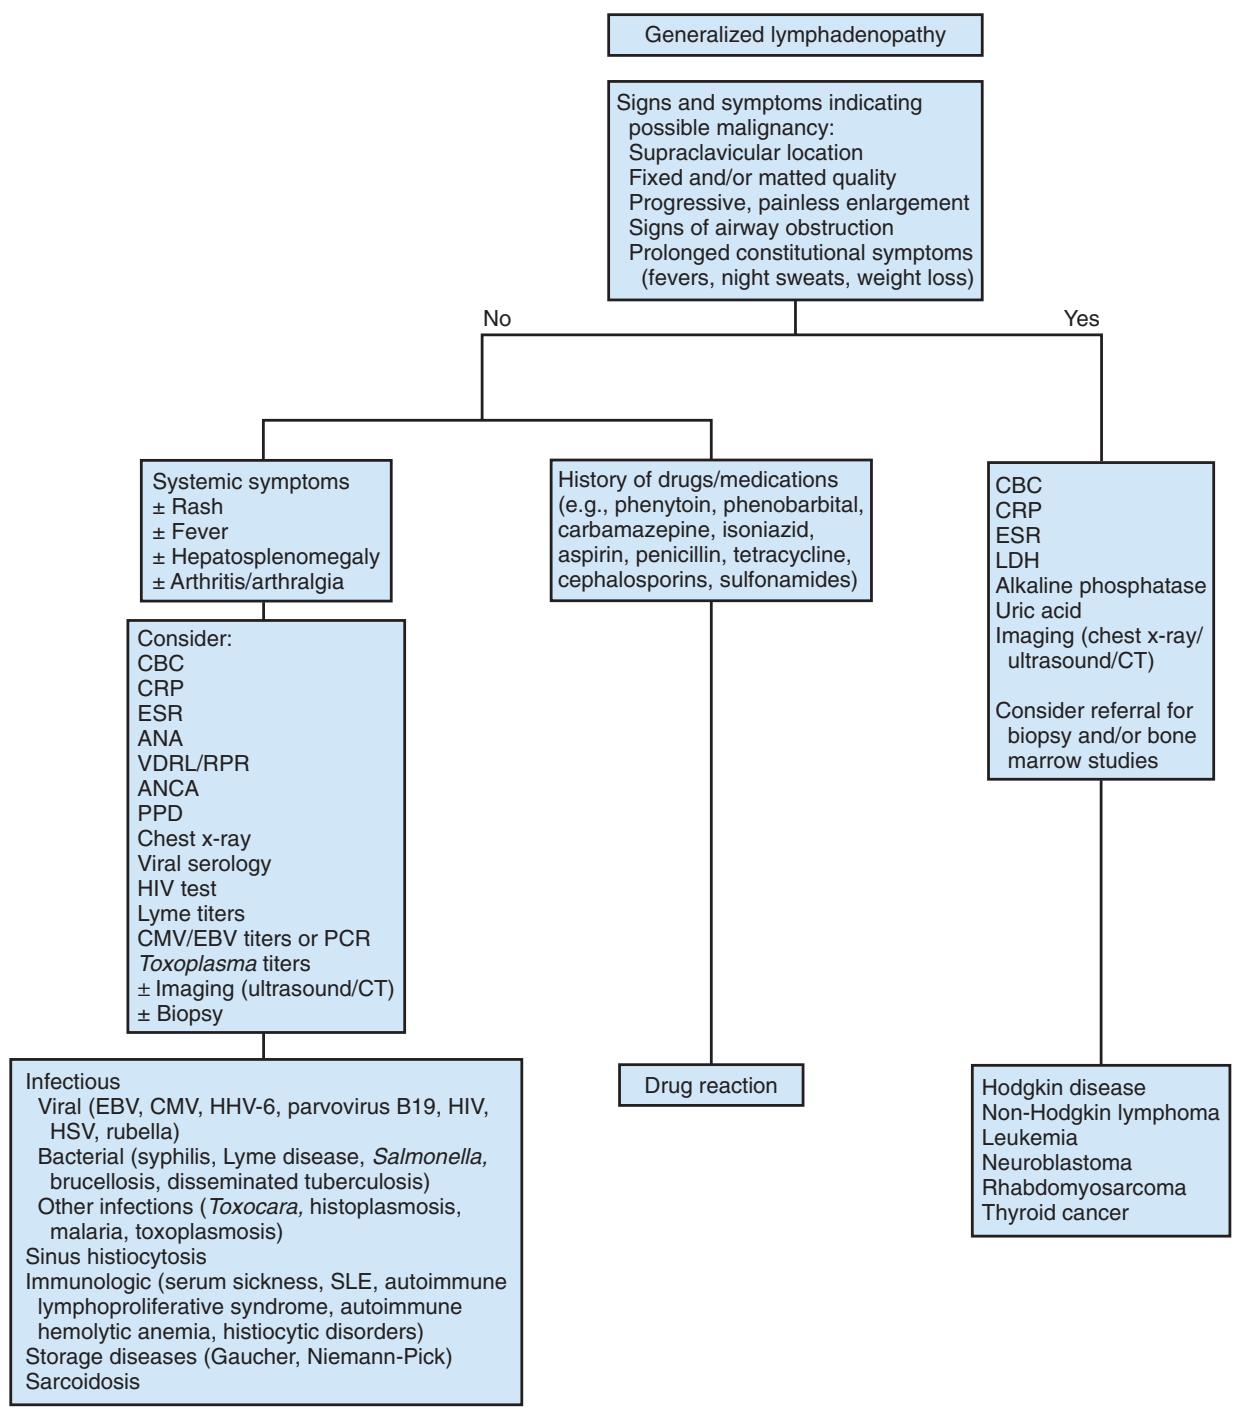 Generalized lymphadenopathy
Signs and symptoms indicating
possible malignancy:
Supraclavicular location
Fixed and/or matted quality
Progressive, painless enlargement
Signs of airway obstruction
Prolonged constitutional symptoms
(fevers, night sweats, weight loss)
No
Yes
Systemic symptoms
± Rash
± Fever
± Hepatosplenomegaly
± Arthritis/arthralgia
History of drugs/medications
(e.g., phenytoin, phenobarbital,
carbamazepine, isoniazid,
aspirin, penicillin, tetracycline,
cephalosporins, sulfonamides)
CBC
CRP
ESR
LDH
Alkaline phosphatase
Uric acid
Imaging (chest x-ray/
ultrasound/CT)
Consider referral for
biopsy and/or bone
marrow studies
Consider:
CBC
CRP
ESR
ANA
VDRL/RPR
ANCA
PPD
Chest x-ray
Viral serology
HIV test
Lyme titers
CMV/EBV titers or PCR
Toxoplasma titers
± Imaging (ultrasound/CT)
± Biopsy
Infectious
Viral (EBV, CMV, HHV-6, parvovirus B19, HIV,
HSV, rubella)
Bacterial (syphilis, Lyme disease, Salmonella,
brucellosis, disseminated tuberculosis)
Other infections (Toxocara, histoplasmosis,
malaria, toxoplasmosis)
Sinus histiocytosis
Immunologic (serum sickness, SLE, autoimmune
lymphoproliferative syndrome, autoimmune
hemolytic anemia, histiocytic disorders)
Storage diseases (Gaucher, Niemann-Pick)
Sarcoidosis
Drug reaction
Hodgkin disease
Non-Hodgkin lymphoma
Leukemia
Neuroblastoma
Rhabdomyosarcoma
Thyroid cancer